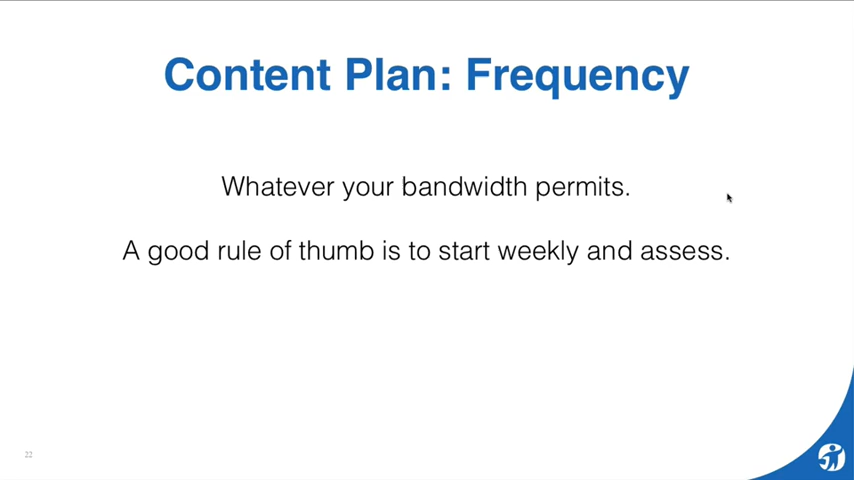 Content Plan: Frequency
Whatever your bandwidth permits.
A good rule of thumb is to start weekly and assess.
22